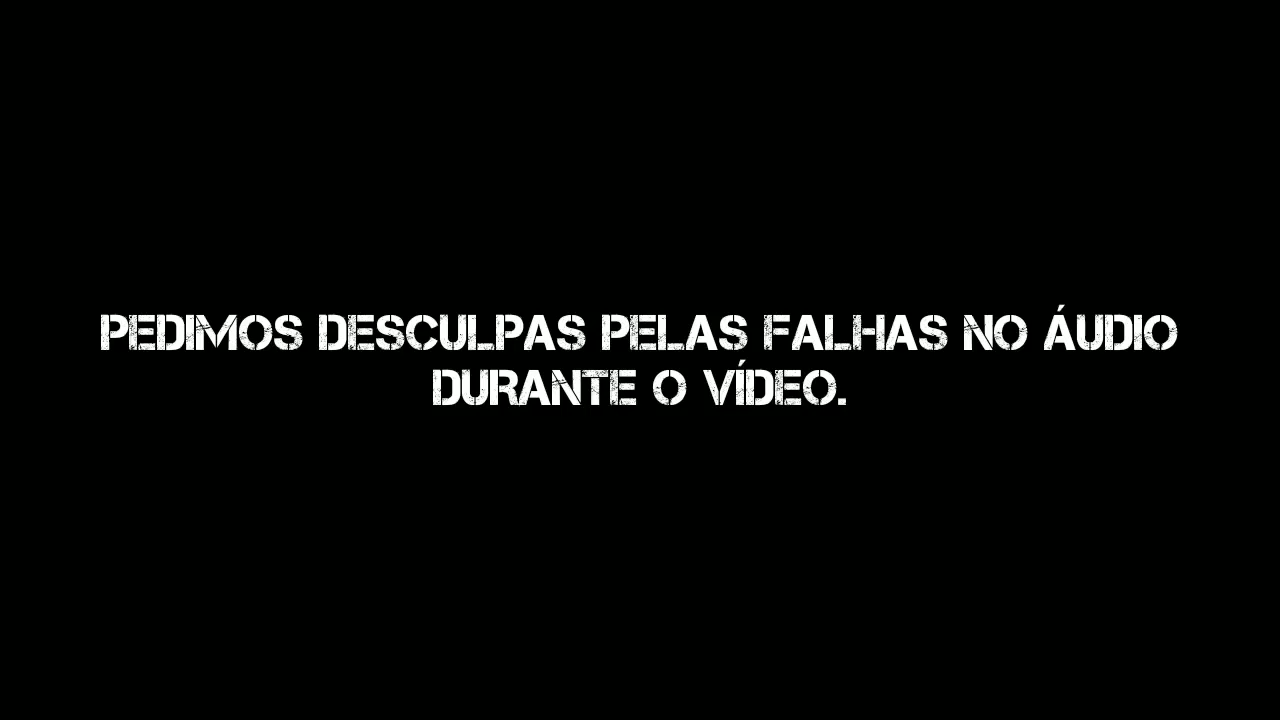 PEDIMOS DESCULPAS PELAS FALHAS NO ÁUDIO
DURANTE O VÍDEO.